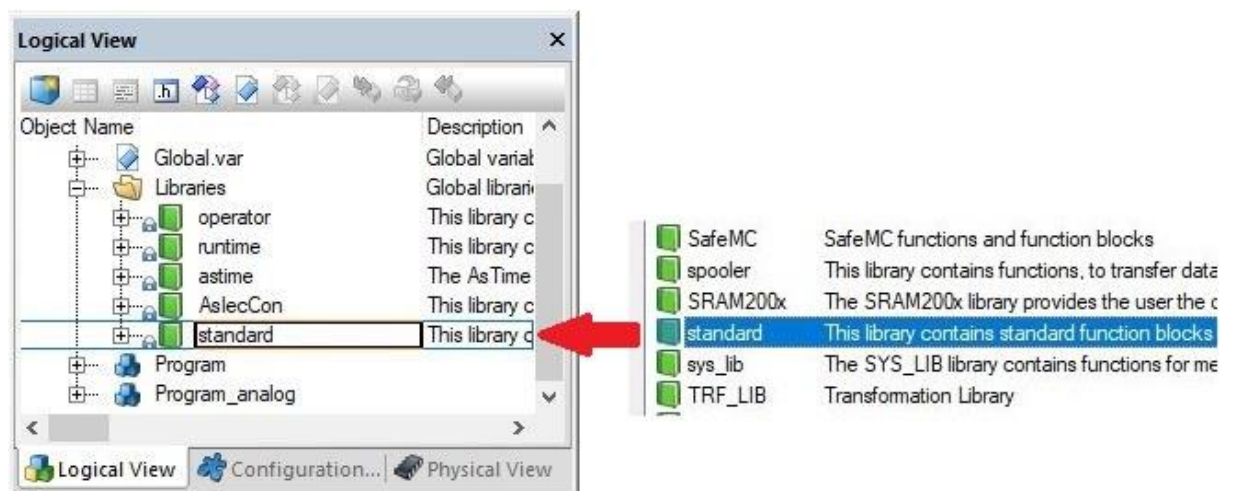 Logical View
.h
Object Name Description
Global.var Global variab
Libraries Global librari
operator This library c
runtime This library c
astime The AsTime
AsIecCon This library c
standard This library c
Program
Program_analog
Logical View Configuration... Physical View
SafeMC SafeMC functions and function blocks
spooler This library contains functions, to transfer data
SRAM200x The SRAM200x library provides the user the c
standard This library contains standard function blocks
sys_lib The SYS_LIB library contains functions for me
TRF_LIB Transformation Library